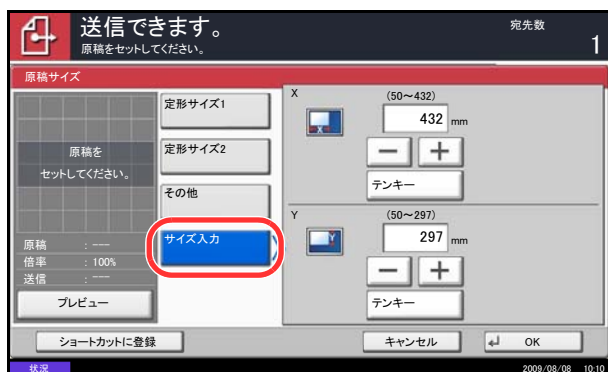 送信できます。
原稿をセットしてください。
宛先数
1
原稿サイズ
原稿を
セットしてください。
原稿 : ---
倍率 : 100%
送信 : ---
プレビュー
定形サイズ1
定形サイズ2
その他
サイズ入力
X
(50～432)
432 mm
－ ＋
テンキー
Y
(50～297)
297 mm
－ ＋
テンキー
ショートカットに登録
キャンセル
OK
状況
2009/08/08 10:10